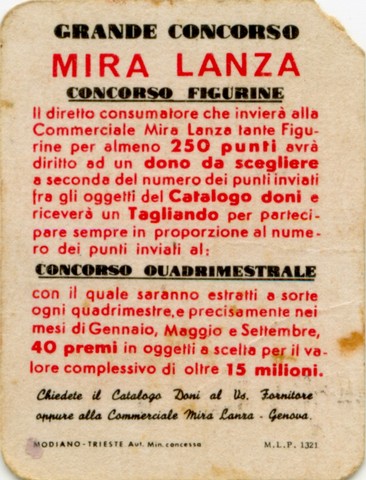 GRANDE CONCORSO
MIRA LANZA
CONCORSO FIGURINE
Il diretto consumatore che invierà alla
Commerciale Mira Lanza tante Figu-
rine per almeno 250 punti avrà
diritto ad un dono da scegliere
a seconda del numero dei punti inviati
fra gli oggetti del Catalogo doni e
riceverà un Tagliando per parteci-
pare sempre in proporzione al nume-
ro dei punti inviati al:
CONCORSO QUADRIMESTRALE
con il quale saranno estratti a sorte
ogni quadrimestre, e precisamente nei
mesi di Gennaio, Maggio e Settembre,
40 premi in oggetti a scelta per il va-
lore complessivo di oltre 15 milioni.
Chiedete il Catalogo Doni al Vs. Fornitore
oppure alla Commerciale Mira Lanza - Genova.
MODIANO - TRIESTE Aut. Min. concessa M.L.P. 1321